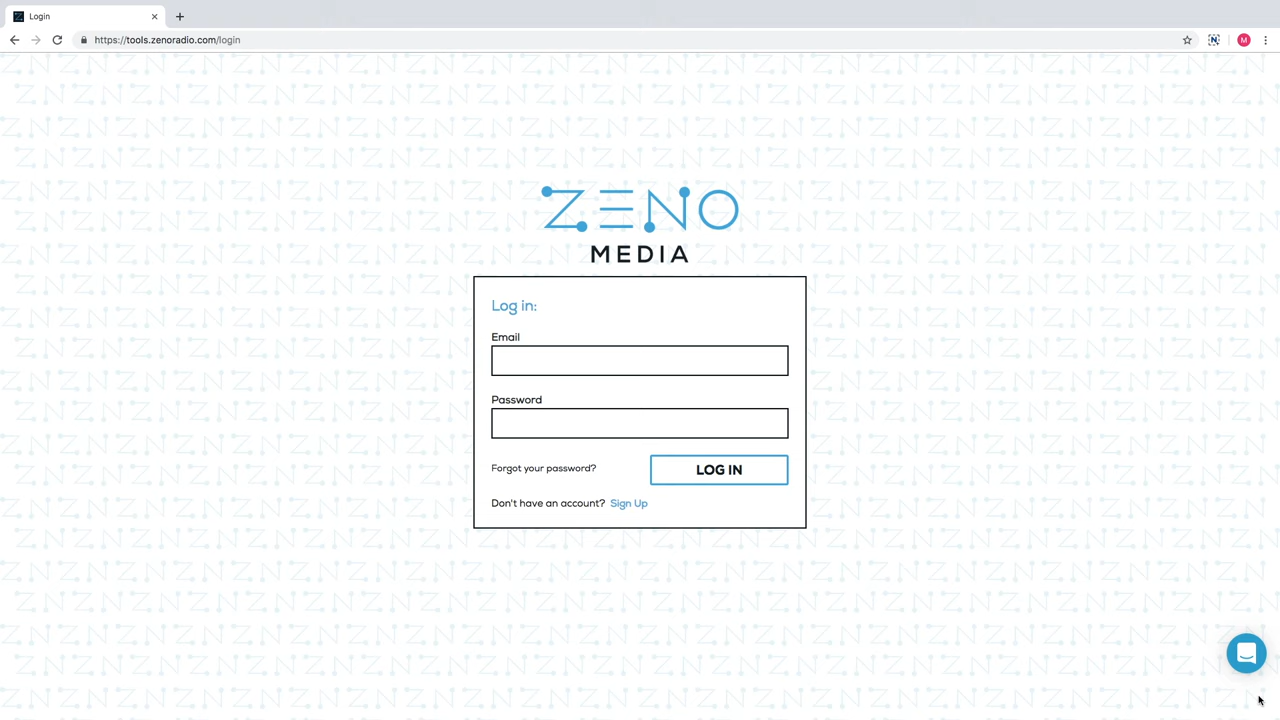 Login
https://tools.zenoradio.com/login
N
M
ZENO
MEDIA
Log in:
Email
Password
Forgot your password?
LOG IN
Don't have an account? Sign Up